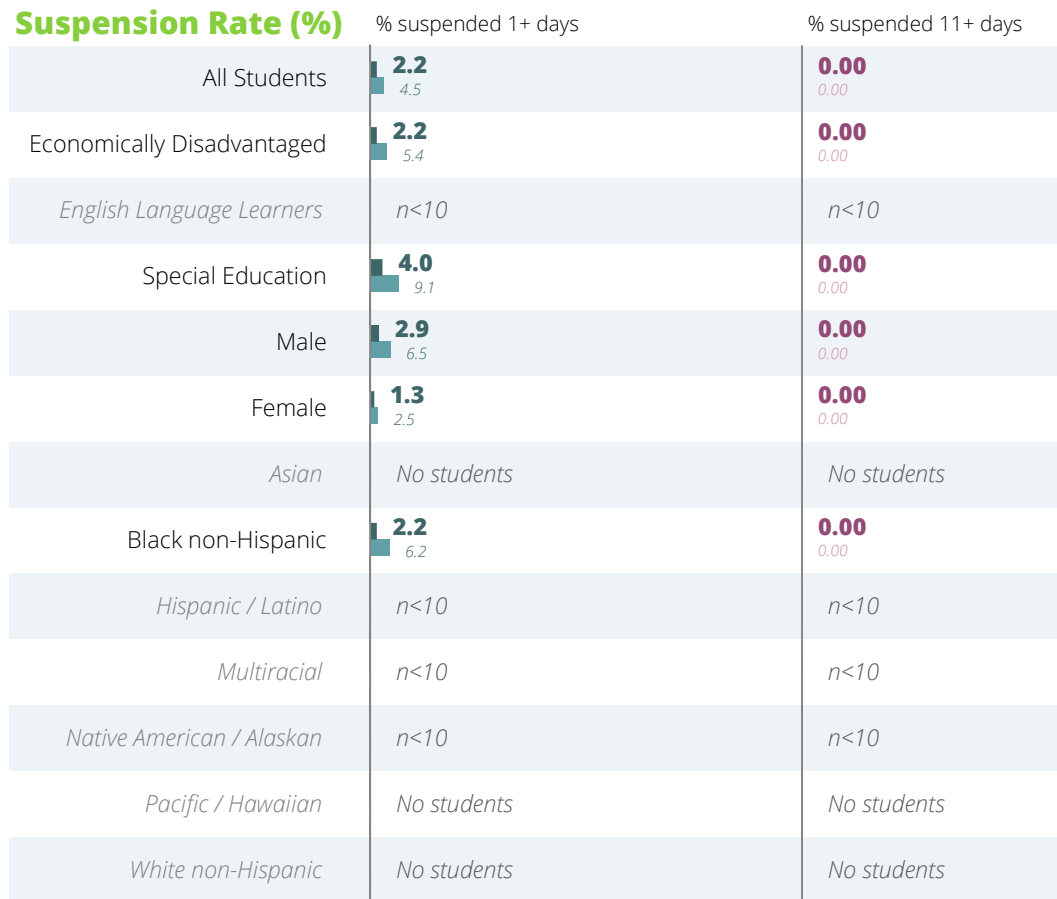 Suspension Rate (%) % suspended 1+ days % suspended 11+ days
All Students 2.2 0.00
4.5 0.00
Economically Disadvantaged 2.2 0.00
5.4 0.00
English Language Learners n<10 n<10
Special Education 4.0 0.00
9.1 0.00
Male 2.9 0.00
6.5 0.00
Female 1.3 0.00
2.5 0.00
Asian No students No students
Black non-Hispanic 2.2 0.00
6.2 0.00
Hispanic / Latino n<10 n<10
Multiracial n<10 n<10
Native American / Alaskan n<10 n<10
Pacific / Hawaiian No students No students
White non-Hispanic No students No students